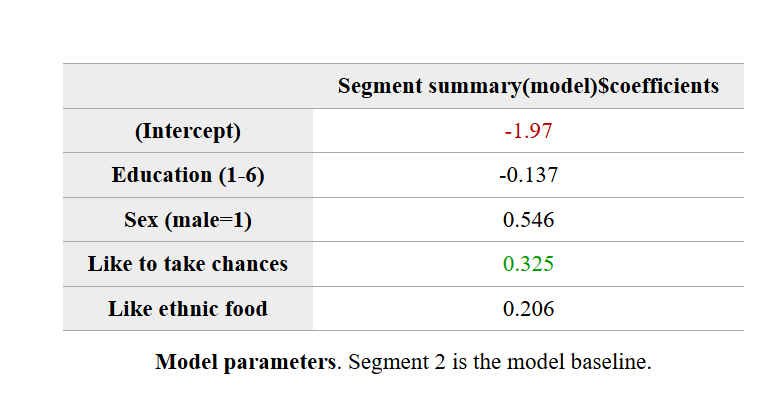 Segment summary(model)$coefficients
(Intercept) -1.97
Education (1-6) -0.137
Sex (male=1) 0.546
Like to take chances 0.325
Like ethnic food 0.206
Model parameters. Segment 2 is the model baseline.